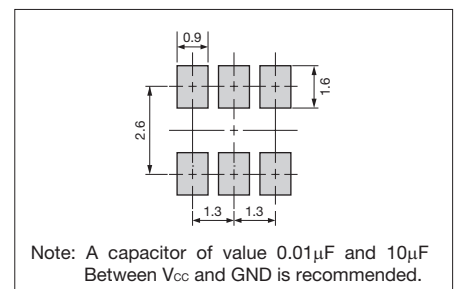 0.9
1.6
2.6
1.3 1.3
Note: A capacitor of value 0.01µF and 10µF
Between Vcc and GND is recommended.